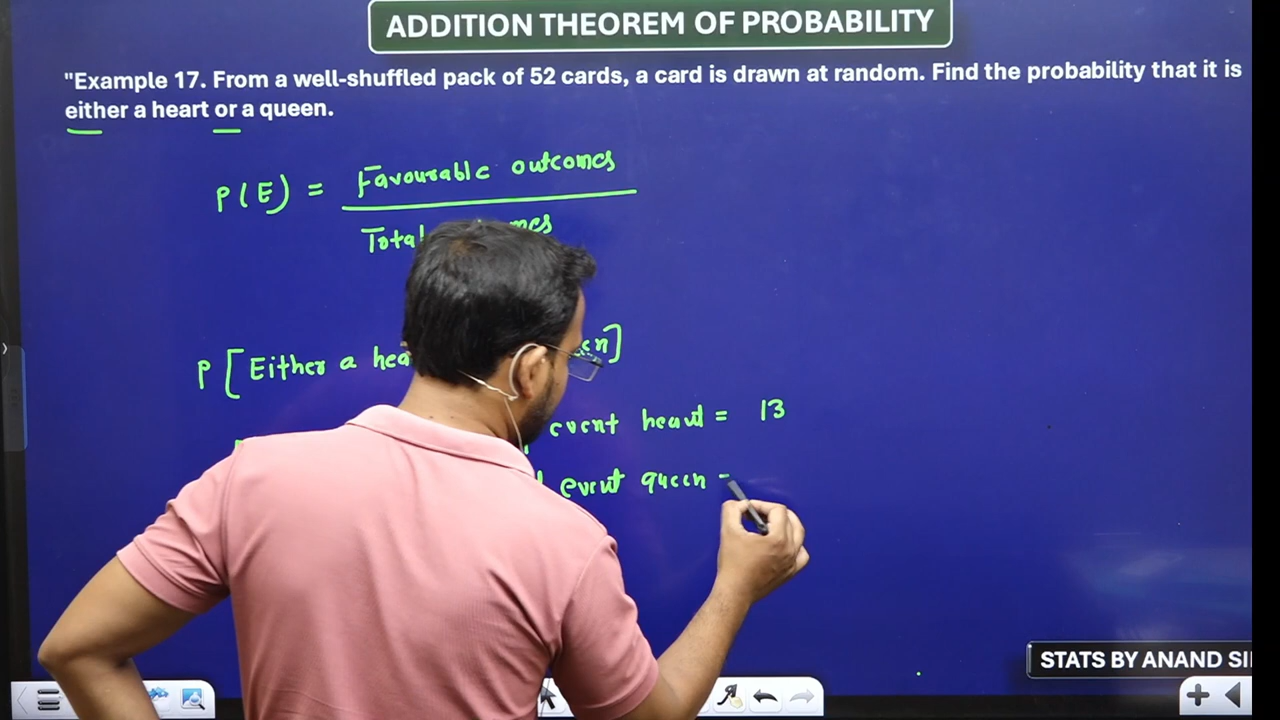 ADDITION THEOREM OF PROBABILITY
"Example 17. From a well-shuffled pack of 52 cards, a card is drawn at random. Find the probability that it is
either a heart or a queen.
P(E) = Favourable outcomes
Total
P[Either a hea
event heart = 13
event queen =
STATS BY ANAND SI